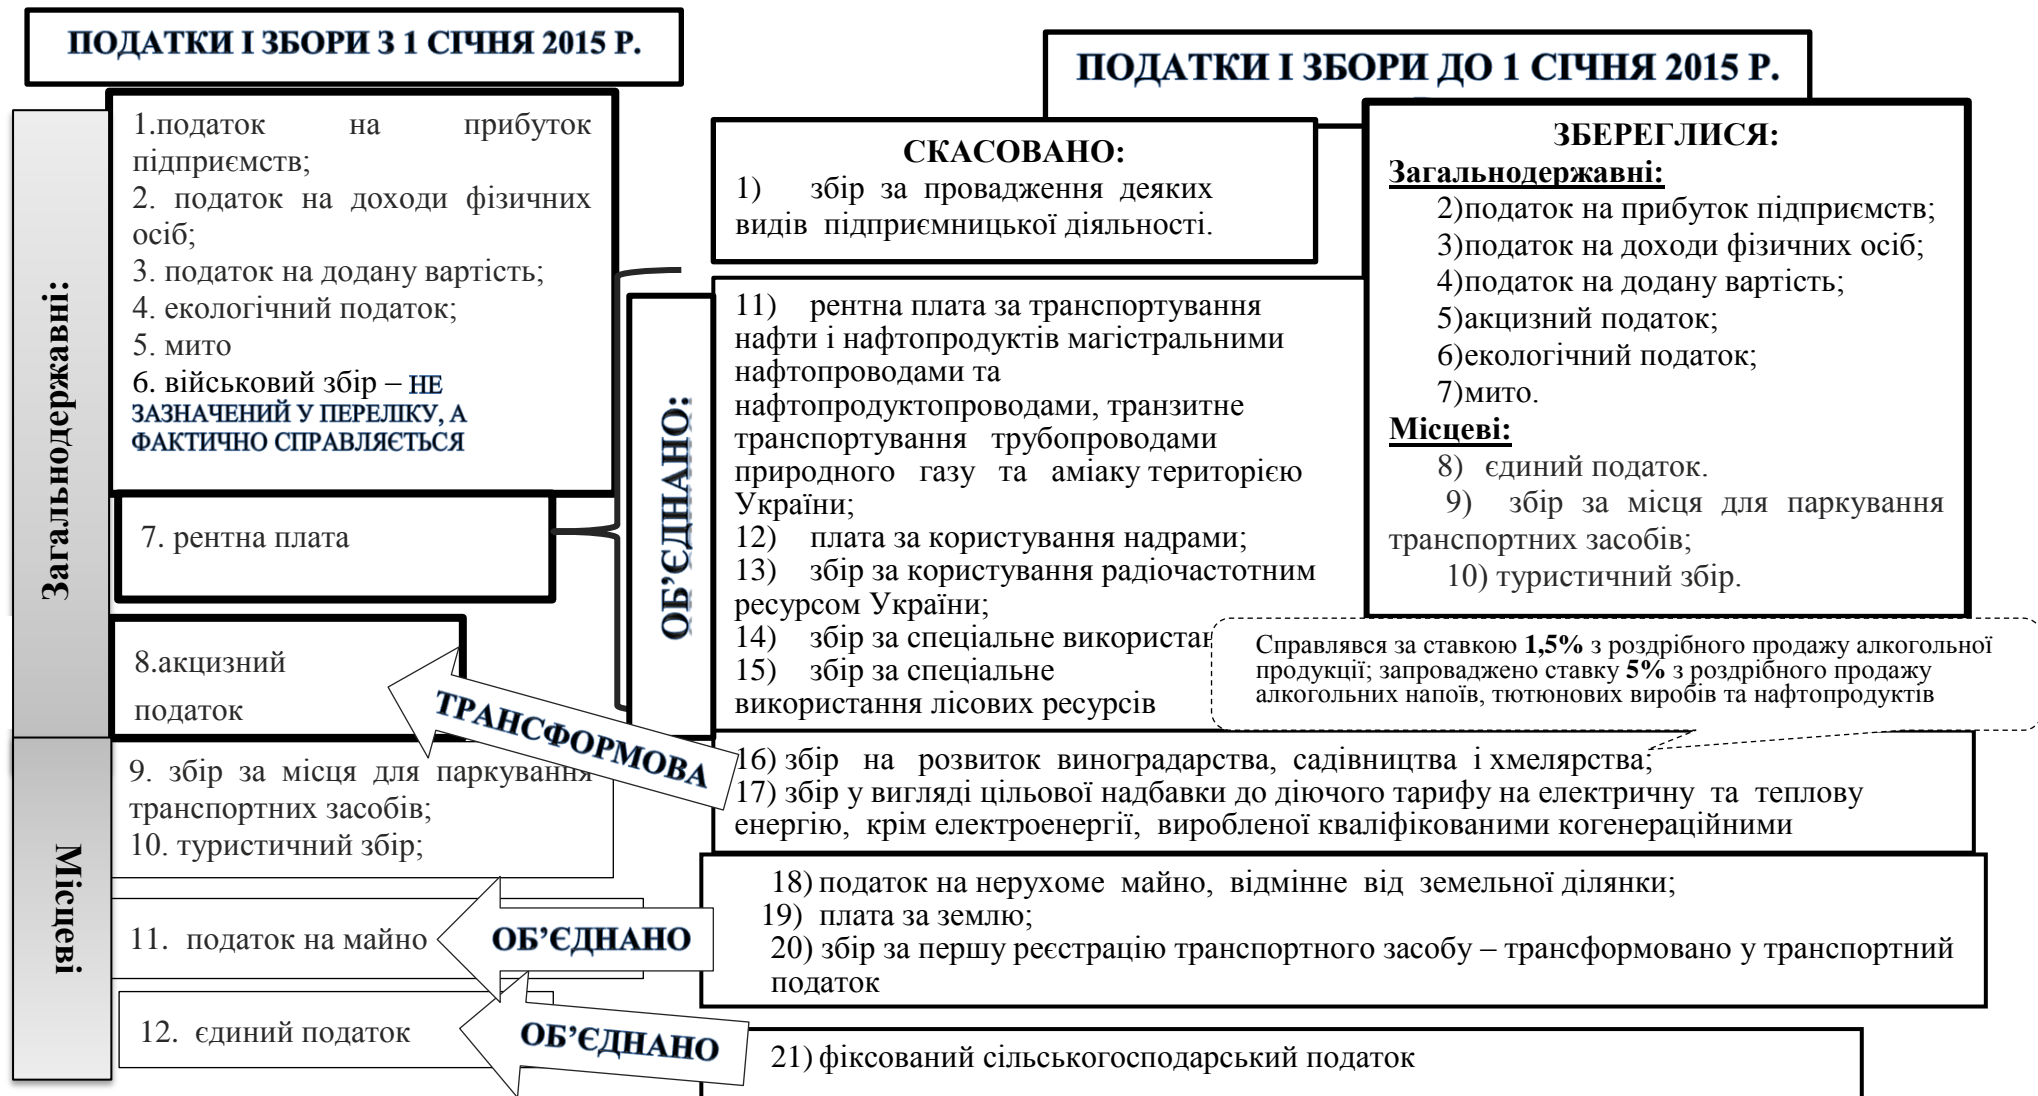 ПОДАТКИ І ЗБОРИ З 1 СІЧНЯ 2015 Р.
Загальнодержавні:
1.податок на прибуток
підприємств;
2. податок на доходи фізичних
осіб;
3. податок на додану вартість;
4. екологічний податок;
5. мито
6. військовий збір – НЕ
ЗАЗНАЧЕНИЙ У ПЕРЕЛІКУ, А
ФАКТИЧНО СПРАВЛЯЄТЬСЯ
7. рентна плата
8.акцизний
податок
Місцеві
9. збір за місця для паркування
транспортних засобів;
10. туристичний збір;
11. податок на майно
12. єдиний податок
ПОДАТКИ І ЗБОРИ ДО 1 СІЧНЯ 2015 Р.
СКАСОВАНО:
1) збір за провадження деяких
видів підприємницької діяльності.
ОБ’ЄДНАНО:
11) рентна плата за транспортування
нафти і нафтопродуктів магістральними
нафтопроводами та
нафтопродуктопроводами, транзитне
транспортування трубопроводами
природного газу та аміаку територією
України;
12) плата за користування надрами;
13) збір за користування радіочастотним
ресурсом України;
14) збір за спеціальне використан
15) збір за спеціальне
використання лісових ресурсів
ЗБЕРЕГЛИСЯ:
Загальнодержавні:
2)податок на прибуток підприємств;
3)податок на доходи фізичних осіб;
4)податок на додану вартість;
5)акцизний податок;
6)екологічний податок;
7)мито.
Місцеві:
8) єдиний податок.
9) збір за місця для паркування
транспортних засобів;
10) туристичний збір.
Справлявся за ставкою 1,5% з роздрібного продажу алкогольної
продукції; запроваджено ставку 5% з роздрібного продажу
алкогольних напоїв, тютюнових виробів та нафтопродуктів
ТРАНСФОРМОВА
16) збір на розвиток виноградарства, садівництва і хмелярства;
17) збір у вигляді цільової надбавки до діючого тарифу на електричну та теплову
енергію, крім електроенергії, виробленої кваліфікованими когенераційними
ОБ’ЄДНАНО
18) податок на нерухоме майно, відмінне від земельної ділянки;
19) плата за землю;
20) збір за першу реєстрацію транспортного засобу – трансформовано у транспортний
податок
ОБ’ЄДНАНО
21) фіксований сільськогосподарський податок